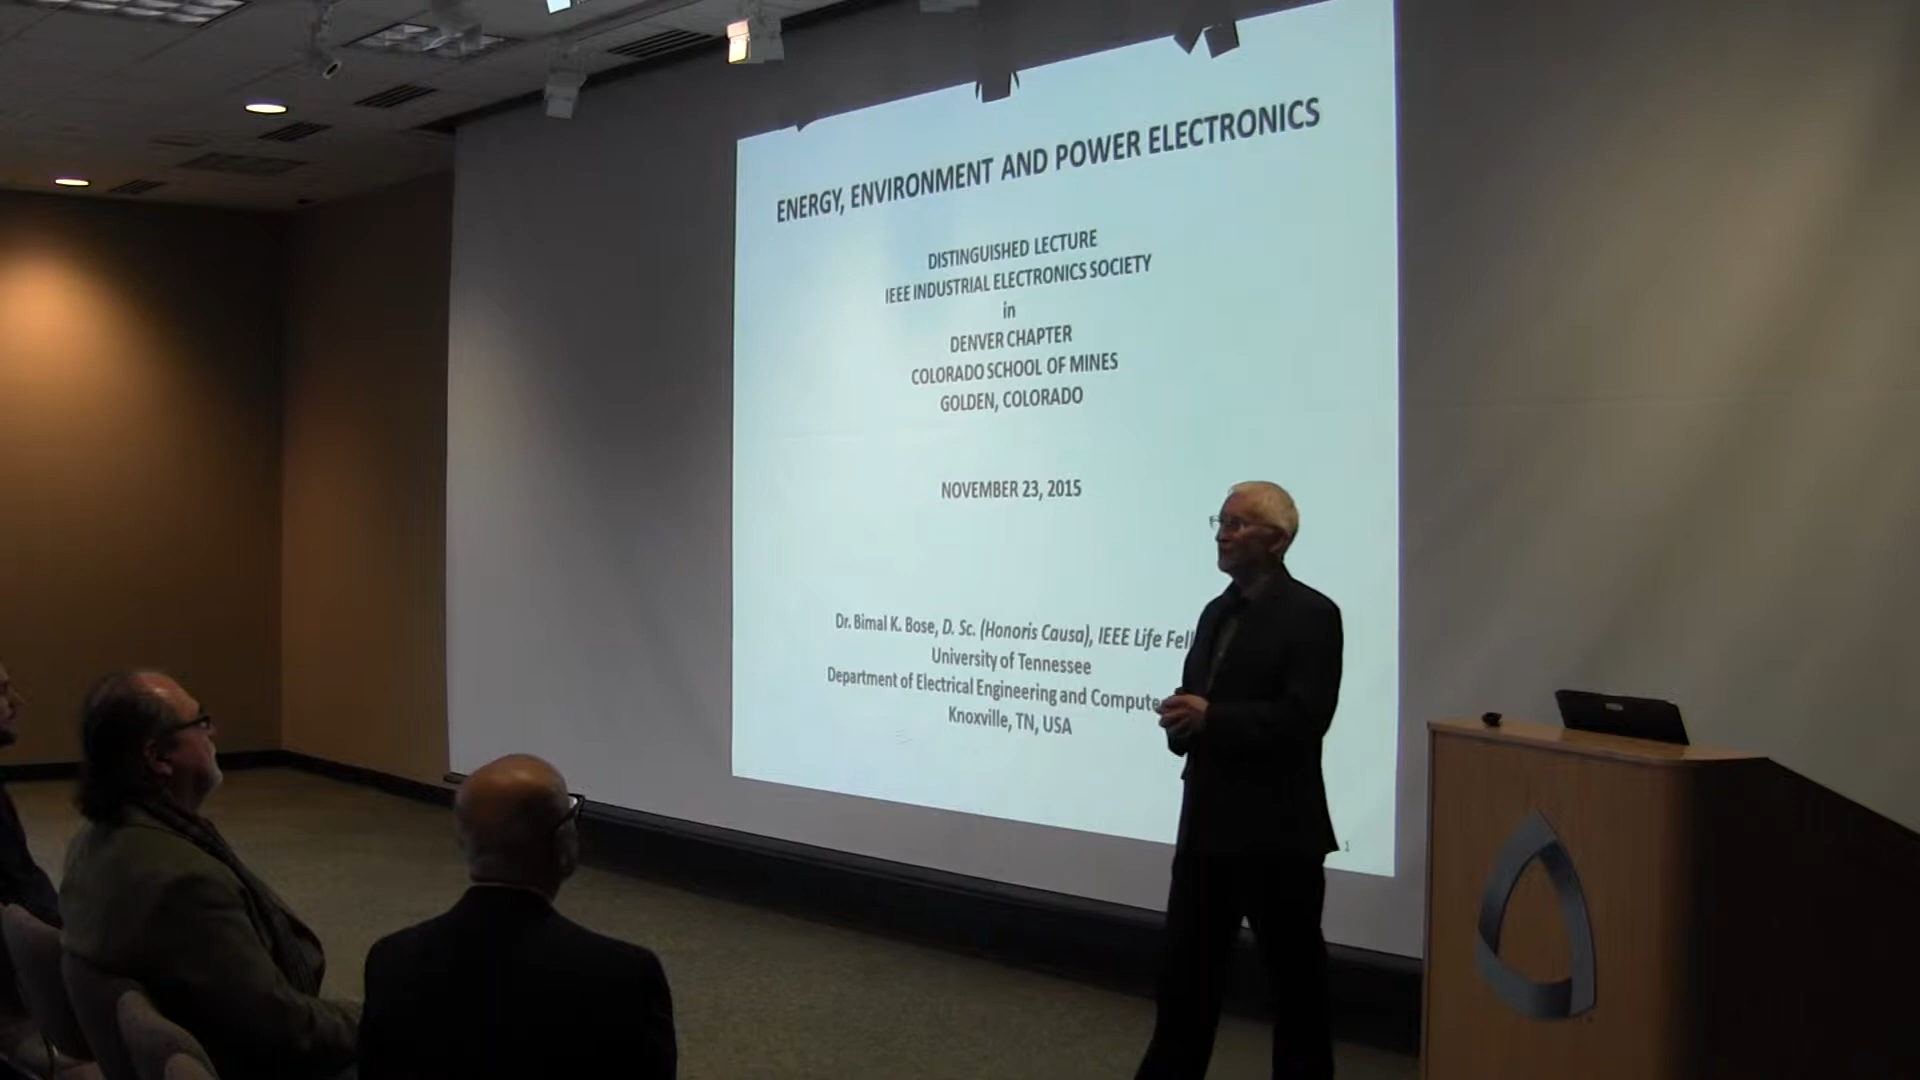 ENERGY, ENVIRONMENT AND POWER ELECTRONICS
DISTINGUISHED LECTURE
IEEE INDUSTRIAL ELECTRONICS SOCIETY
in
DENVER CHAPTER
COLORADO SCHOOL OF MINES
GOLDEN, COLORADO
NOVEMBER 23, 2015
Dr. Bimal K. Bose, D. Sc. (Honoris Causa), IEEE Life Fell
University of Tennessee
Department of Electrical Engineering and Compute
Knoxville, TN, USA
1